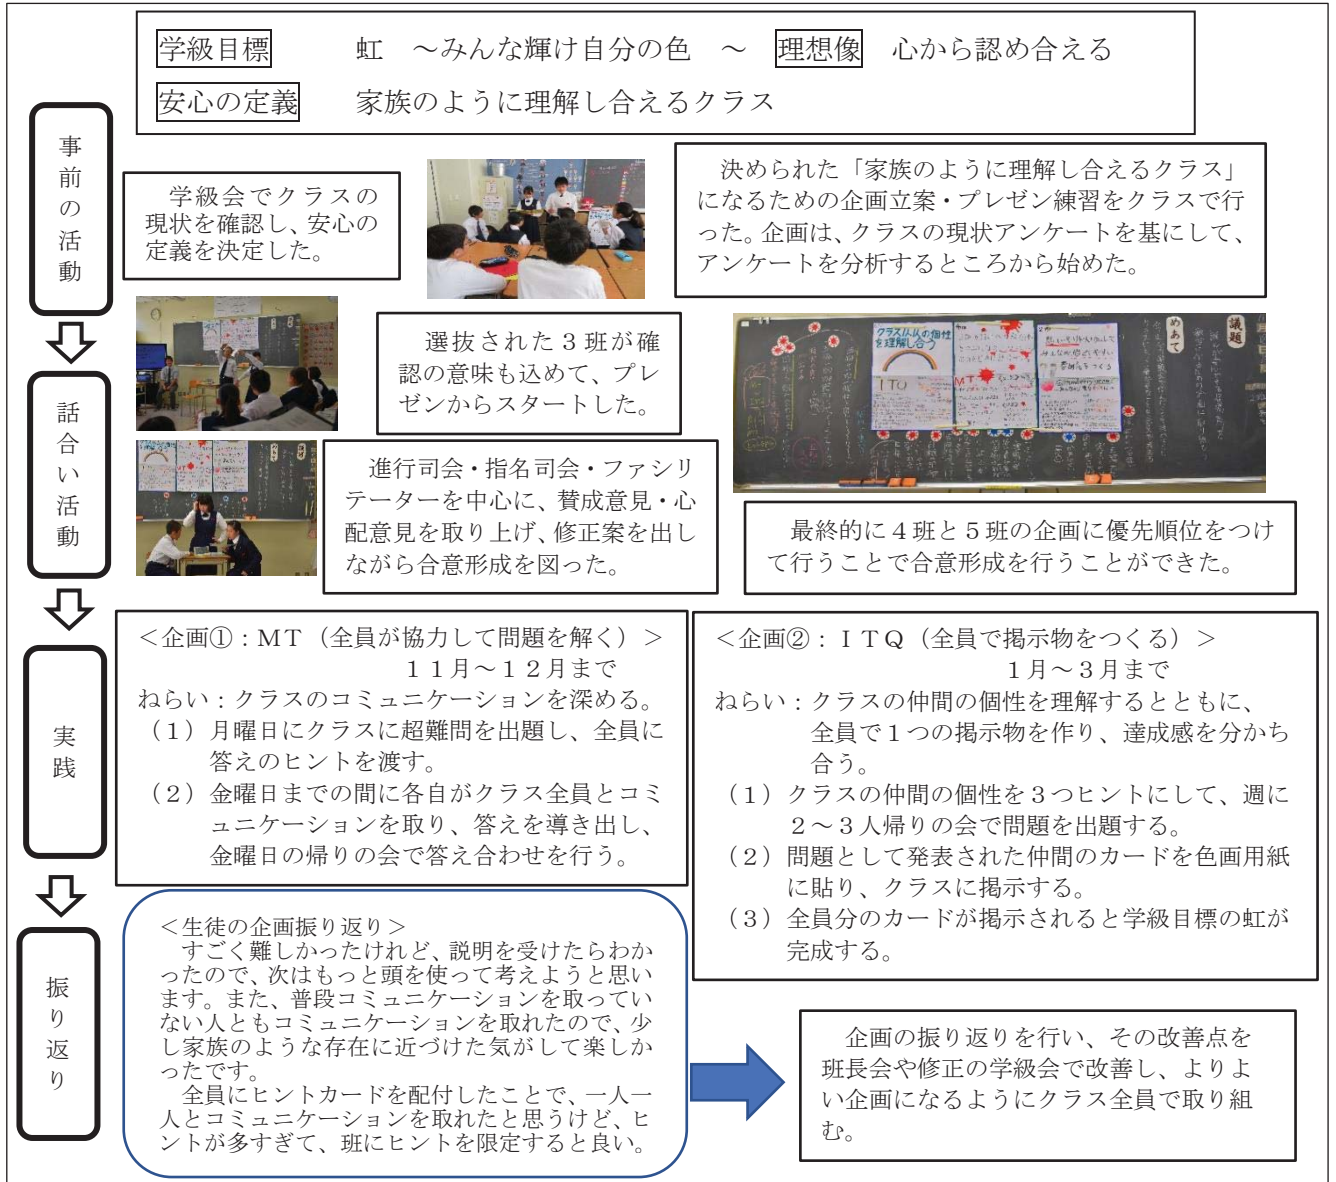 学級目標　虹　～みんな輝け自分の色　～　理想像　心から認め合える
安心の定義　家族のように理解し合えるクラス
事前の活動
学級会でクラスの
現状を確認し、安心の
定義を決定した。
決められた「家族のように理解し合えるクラス」
になるための企画立案・プレゼン練習をクラスで行
った。企画は、クラスの現状アンケートを基にして、
アンケートを分析するところから始めた。
話合い活動
選抜された３班が確
認の意味も込めて、プレ
ゼンからスタートした。
議題
めあて
クラス1人1人の個性
を理解し合う
MT
進行司会・指名司会・ファシリ
テーターを中心に、賛成意見・心
配意見を取り上げ、修正案を出し
ながら合意形成を図った。
最終的に４班と５班の企画に優先順位をつけ
て行うことで合意形成を行うことができた。
実践
＜企画①：ＭＴ（全員が協力して問題を解く）＞
１１月～１２月まで
ねらい：クラスのコミュニケーションを深める。
（１）月曜日にクラスに超難問を出題し、全員に
答えのヒントを渡す。
（２）金曜日までの間に各自がクラス全員とコミ
ュニケーションを取り、答えを導き出し、
金曜日の帰りの会で答え合わせを行う。
＜企画②：ＩＴＱ（全員で掲示物をつくる）＞
１月～３月まで
ねらい：クラスの仲間の個性を理解するとともに、
全員で１つの掲示物を作り、達成感を分かち
合う。
（１）クラスの仲間の個性を３つヒントにして、週に
２～３人帰りの会で問題を出題する。
（２）問題として発表された仲間のカードを色画用紙
に貼り、クラスに掲示する。
（３）全員分のカードが掲示されると学級目標の虹が
完成する。
振り返り
＜生徒の企画振り返り＞
すごく難しかったけれど、説明を受けたらわか
ったので、次はもっと頭を使って考えようと思い
ます。また、普段コミュニケーションを取ってい
ない人ともコミュニケーションを取れたので、少
し家族のような存在に近づけた気がして楽しか
ったです。
全員にヒントカードを配付したことで、一人一
人とコミュニケーションを取れたと思うけど、ヒ
ントが多すぎて、班にヒントを限定すると良い。
企画の振り返りを行い、その改善点を
班長会や修正の学級会で改善し、よりよ
い企画になるようにクラス全員で取り組
む。